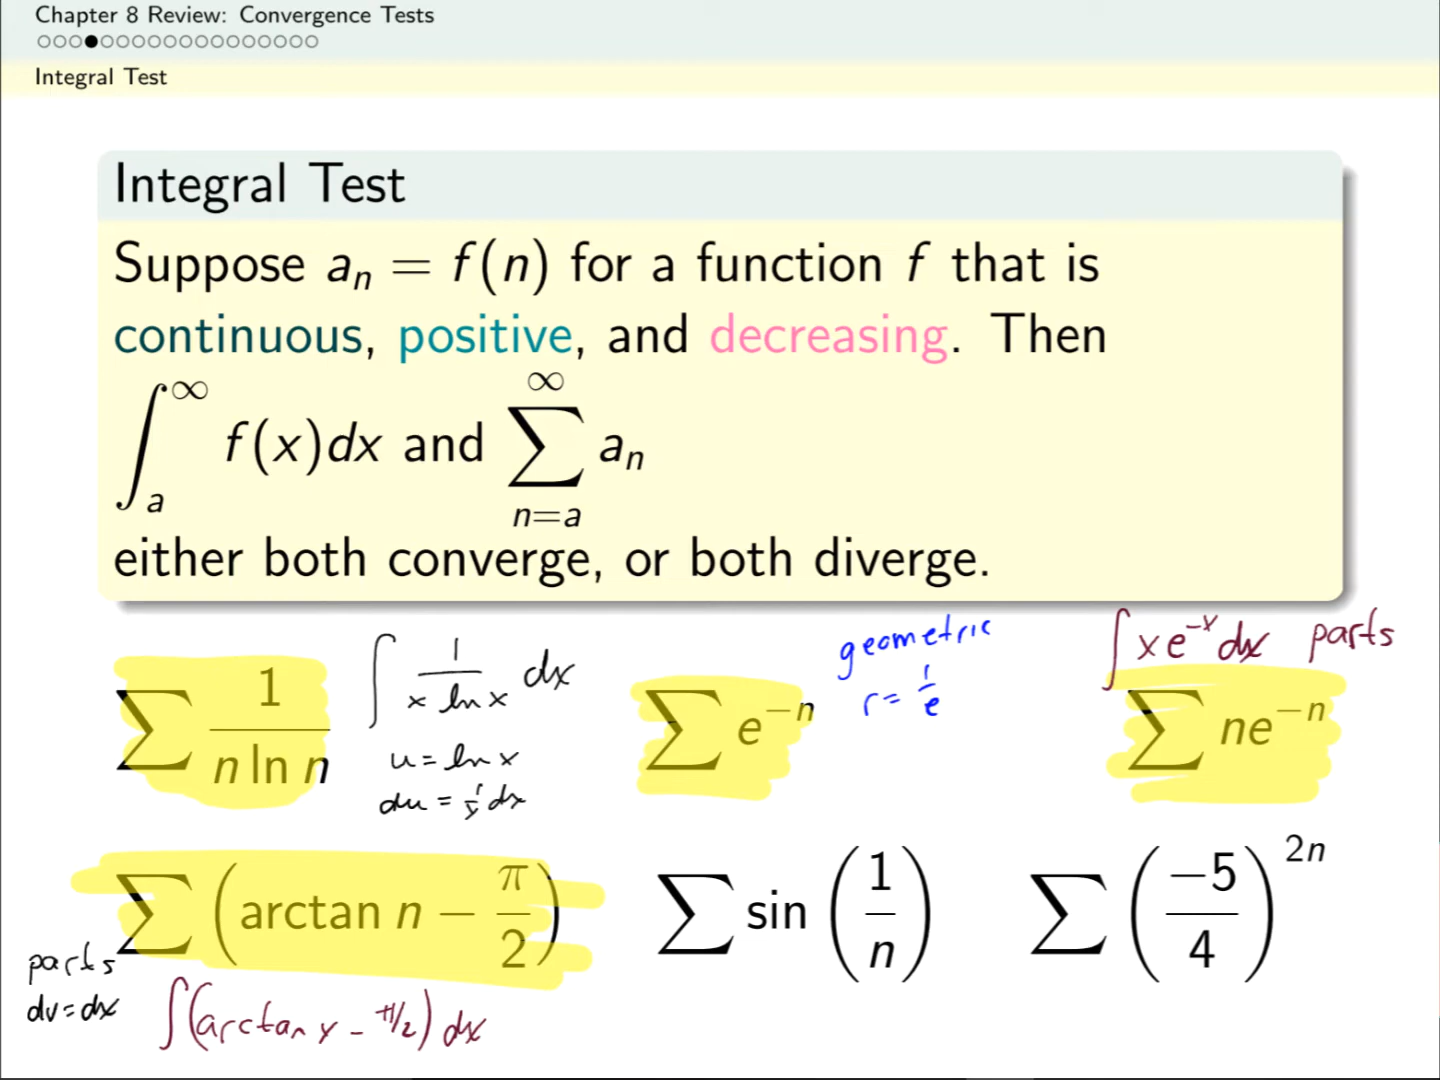 Chapter 8 Review: Convergence Tests
Integral Test
Integral Test
Suppose aₙ = f(n) for a function f that is
continuous, positive, and decreasing. Then
∫ₐ^∞ f(x)dx and ∑_{n=a}^∞ aₙ
either both converge, or both diverge.
∑ 1/(n ln n)
∫ 1/(x ln x) dx
u = ln x
du = 1/x dx
∑ e^{−n}
geometric
r = 1/e
∫ x e^{-x} dx parts
∑ ne^{−n}
∑ (arctan n − π/2)
parts
dv = dx
∫(arctan x − π/2) dx
∑ sin (1/n)
∑ (−5/4)^{2n}